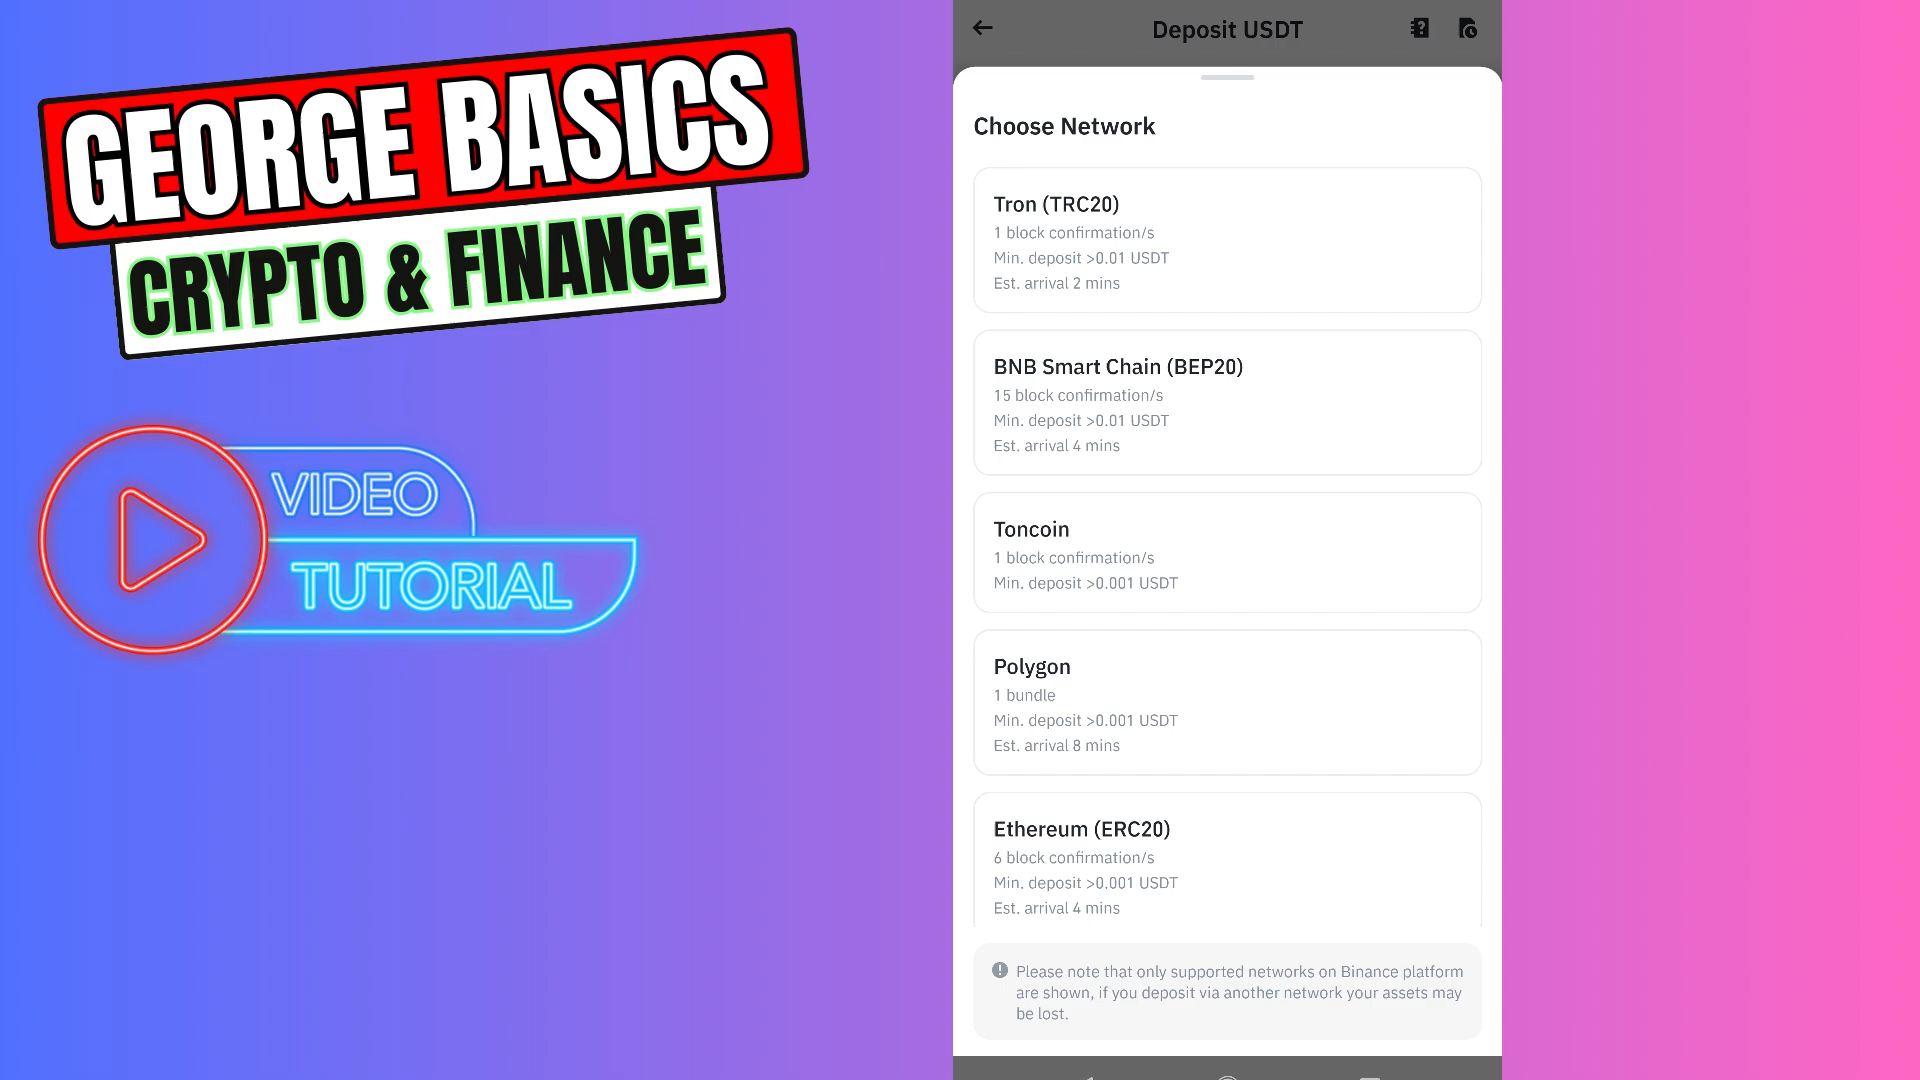 GEORGE BASICS
CRYPTO & FINANCE
VIDEO
TUTORIAL
Deposit USDT
Choose Network
Tron (TRC20)
1 block confirmation/s
Min. deposit >0.01 USDT
Est. arrival 2 mins
BNB Smart Chain (BEP20)
15 block confirmation/s
Min. deposit >0.01 USDT
Est. arrival 4 mins
Toncoin
1 block confirmation/s
Min. deposit >0.001 USDT
Polygon
1 bundle
Min. deposit >0.001 USDT
Est. arrival 8 mins
Ethereum (ERC20)
6 block confirmation/s
Min. deposit >0.001 USDT
Est. arrival 4 mins
Please note that only supported networks on Binance platform
are shown, if you deposit via another network your assets may
be lost.